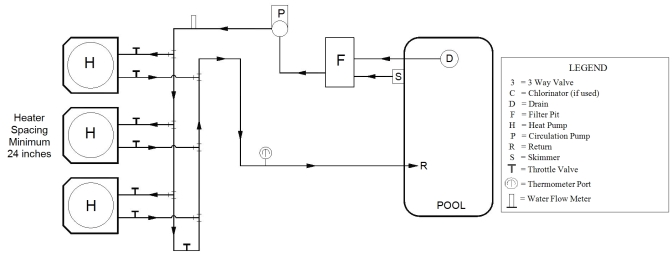 P
H
F
D
S
Heater
Spacing
Minimum
24 inches
H
H
R
POOL
LEGEND
3 = 3 Way Valve
C = Chlorinator (if used)
D = Drain
F = Filter Pit
H = Heat Pump
P = Circulation Pump
R = Return
S = Skimmer
T = Throttle Valve
= Thermometer Port
= Water Flow Meter